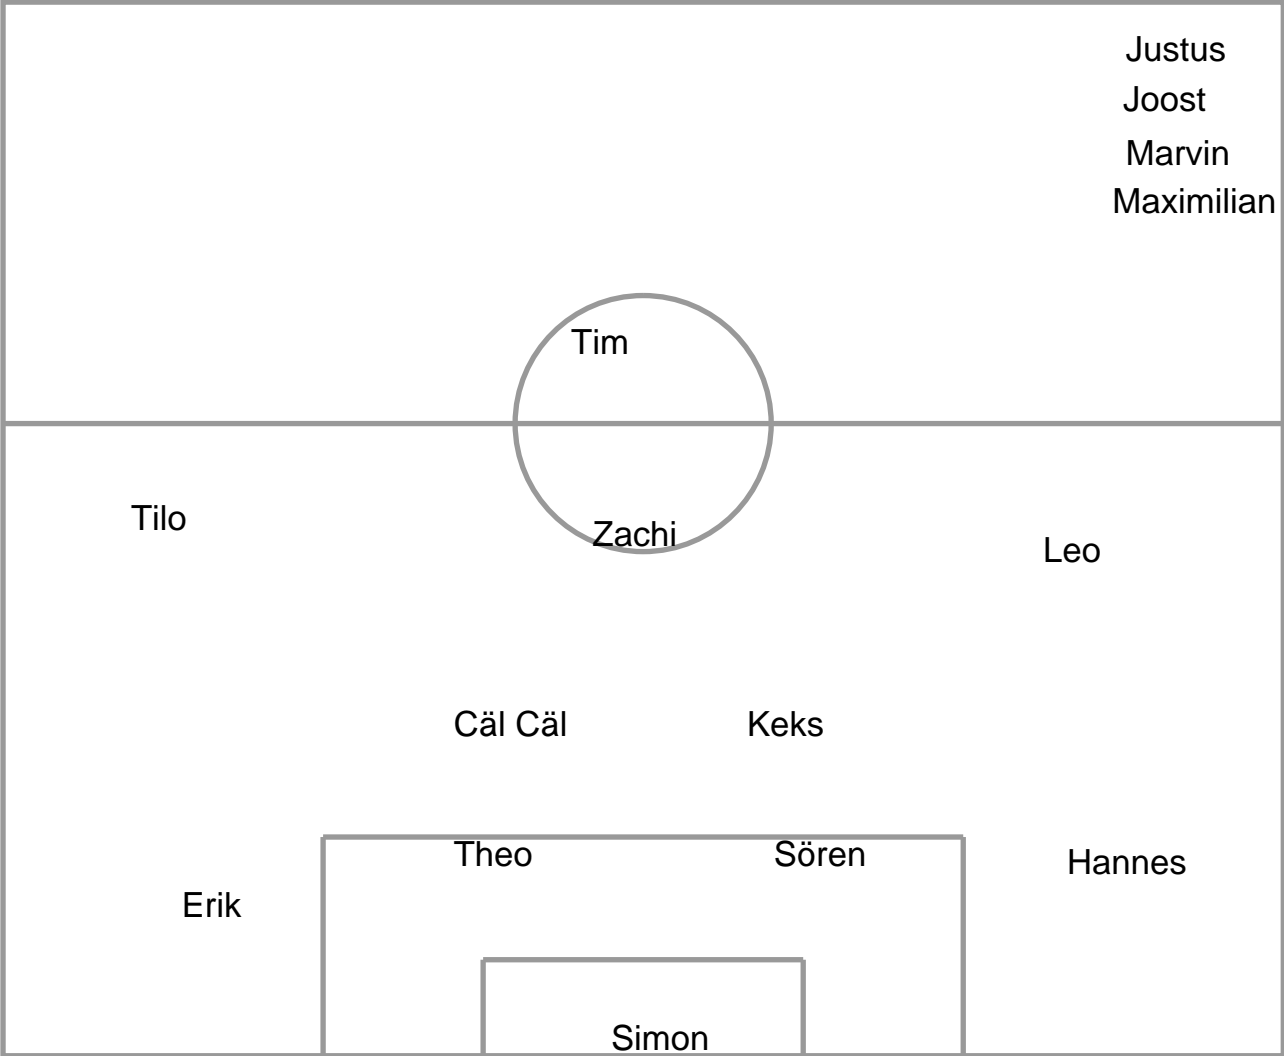 Justus
Joost
Marvin
Maximilian
Tim
Tilo
Zachi
Leo
Cäl Cäl
Keks
Theo
Sören
Hannes
Erik
Simon